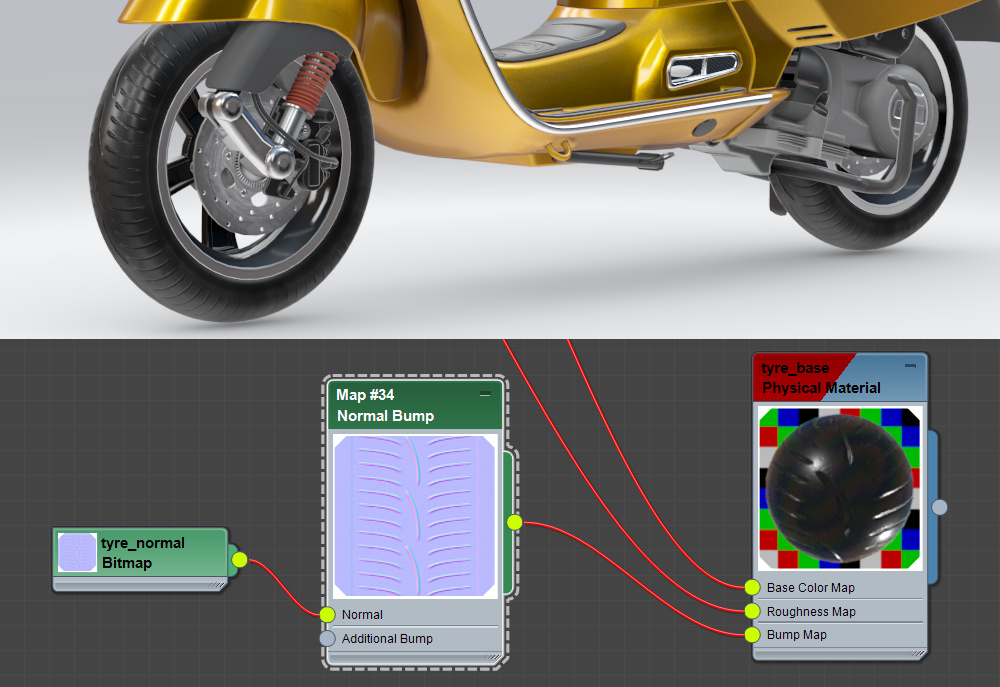 Map #34
Normal Bump
Normal
Additional Bump
tyre_normal
Bitmap
tyre_base
Physical Material
Base Color Map
Roughness Map
Bump Map